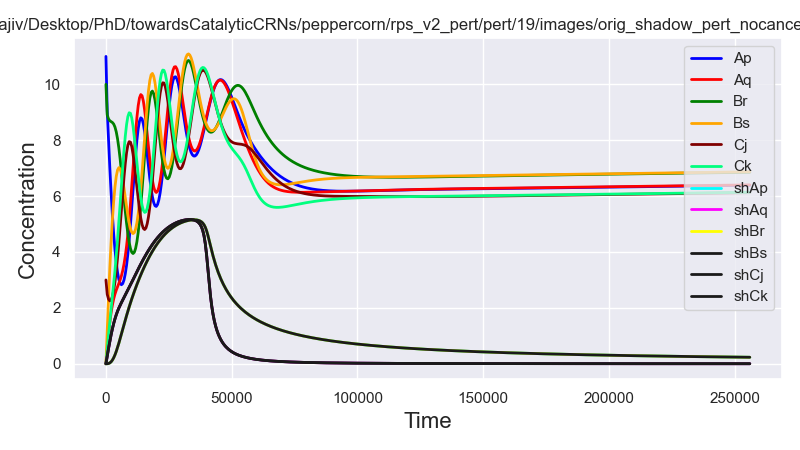 ajiv/Desktop/PhD/towardsCatalyticCRNs/peppercorn/rps_v2_pert/pert/19/images/orig_shadow_pert_nocance
Concentration
10
8
6
4
2
0
0
50000
100000
150000
200000
250000
Time
Ap
Aq
Br
Bs
Cj
Ck
shAp
shAq
shBr
shBs
shCj
shCk